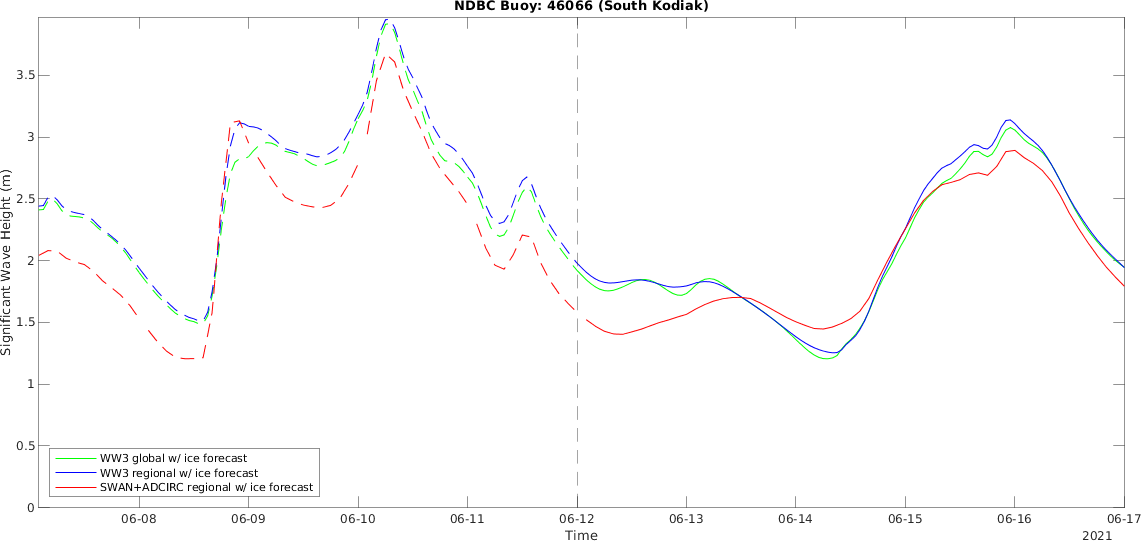 NDBC Buoy: 46066 (South Kodiak)
Significant Wave Height (m)
3.5
3
2.5
2
1.5
1
0.5
0
WW3 global w/ ice forecast
WW3 regional w/ ice forecast
SWAN+ADCIRC regional w/ ice forecast
06-08 06-09 06-10 06-11 06-12 06-13 06-14 06-15 06-16 06-17
Time
2021